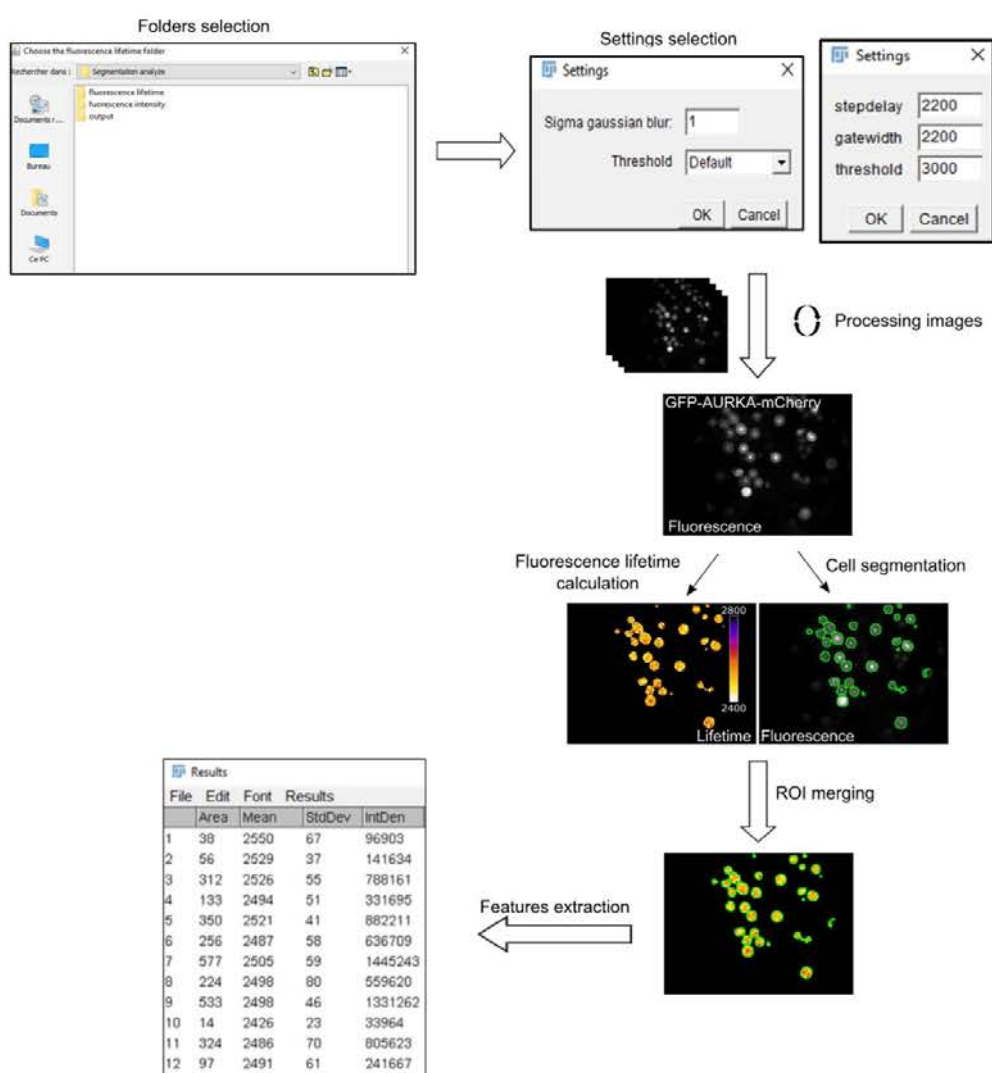 Folders selection
Choose the fluorescence lifetime folder
Rechercher dans :
Segmentation analyze
fluorescence lifetime
fuorescence intensity
output
Documents r....
Bureau
Documents
Ce PC
Settings selection
Settings
Sigma gaussian blur: 1
Threshold Default
OK Cancel
Settings
stepdelay 2200
gatewidth 2200
threshold 3000
OK Cancel
Processing images
GFP-AURKA-mCherry
Fluorescence
Fluorescence lifetime
calculation
Cell segmentation
2800
2400
Lifetime
Fluorescence
ROI merging
Features extraction
Results
File Edit Font Results
Area Mean StdDev IntDen
1 38 2550 67 96903
2 56 2529 37 141634
3 312 2526 55 788161
4 133 2494 51 331695
5 350 2521 41 882211
6 256 2487 58 636709
7 577 2505 59 1445243
8 224 2498 80 559620
9 533 2498 46 1331262
10 14 2426 23 33964
11 324 2486 70 805623
12 97 2491 61 241667